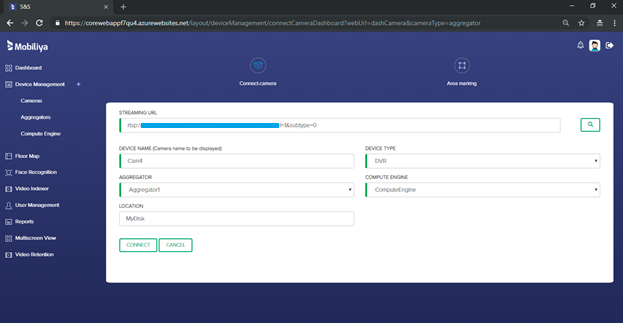 S&S
https://corewebappf7qu4.azurewebsites.net/layout/deviceManagement/connectCameraDashboard?webUrl=dashCamera&cameraType=aggregator
Mobiliya
Dashboard
Device Management +
Cameras
Aggregators
Compute Engine
Floor Map
Face Recognition
Video Indexer
User Management
Reports
Multiscreen View
Video Retention
Connect-camera
Area marking
STREAMING URL
rtsp:// l=1&subtype=0
DEVICE NAME (Camera name to be displayed)
DEVICE TYPE
Cam4
DVR
AGGREGATOR
COMPUTE ENGINE
Aggregator1
ComputeEngine
LOCATION
MyDisk
CONNECT CANCEL